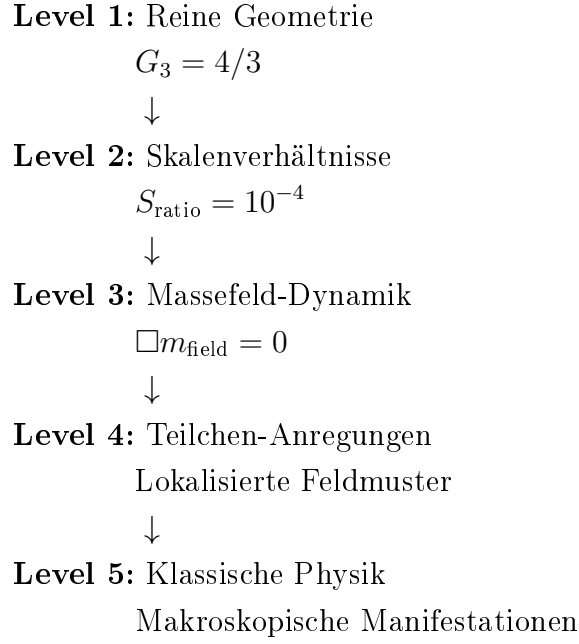 Level 1: Reine Geometrie
G₃ = 4/3
↓
Level 2: Skalenverhältnisse
S_ratio = 10⁻⁴
↓
Level 3: Massefeld-Dynamik
□m_field = 0
↓
Level 4: Teilchen-Anregungen
Lokalisierte Feldmuster
↓
Level 5: Klassische Physik
Makroskopische Manifestationen